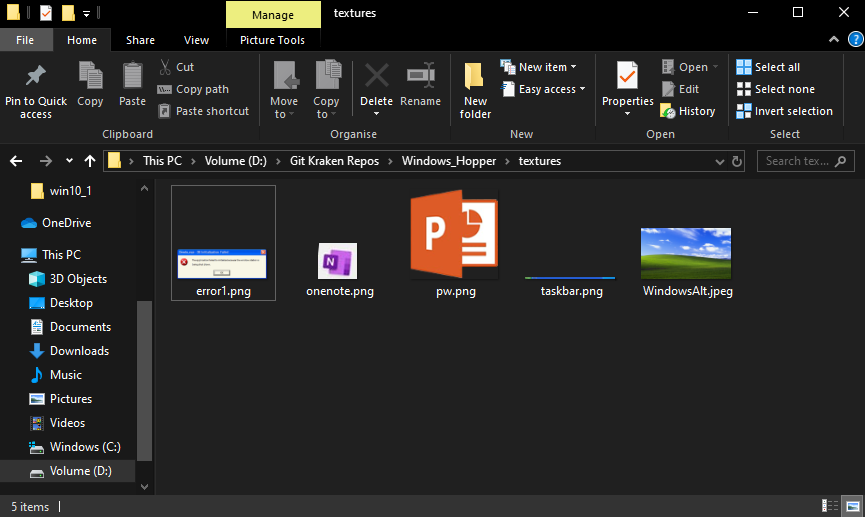 Manage textures
File Home Share View Picture Tools
Pin to Quick access
Copy
Paste
Cut
Copy path
Paste shortcut
Clipboard
Move to
Copy to
Delete
Rename
Organise
New folder
New item
Easy access
New
Properties
Open
Edit
History
Open
Select all
Select none
Invert selection
Select
This PC > Volume (D:) > Git Kraken Repos > Windows_Hopper > textures
Search tex...
win10_1
OneDrive
This PC
3D Objects
Desktop
Documents
Downloads
Music
Pictures
Videos
Windows (C:)
Volume (D:)
error1.png
onenote.png
P
pw.png
taskbar.png
WindowsAlt.jpeg
N
5 items